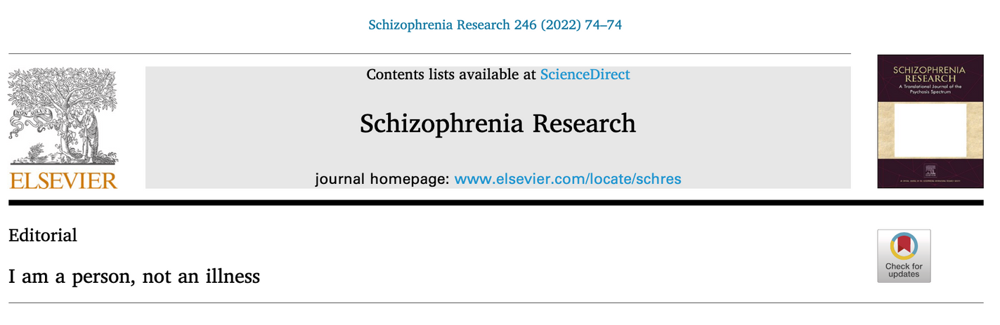 Schizophrenia Research 246 (2022) 74–74
Contents lists available at ScienceDirect
Schizophrenia Research
journal homepage: www.elsevier.com/locate/schres
NON SOLUS
ELSEVIER
SCHIZOPHRENIA
RESEARCH
A Translational Journal of the
Psychosis Spectrum
Editorial
I am a person, not an illness
Check for
updates